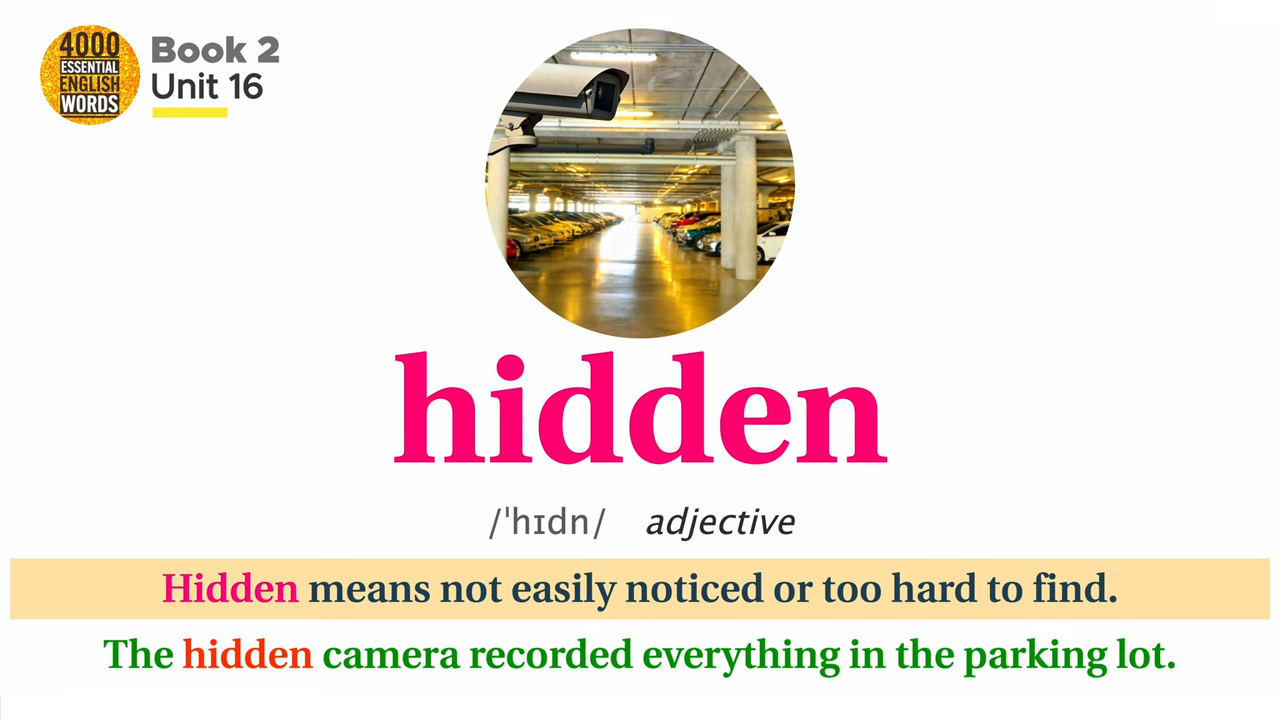 4000
ESSENTIAL
ENGLISH
WORDS
Book 2
Unit 16
hidden
/ˈhɪdn/ adjective
Hidden means not easily noticed or too hard to find.
The hidden camera recorded everything in the parking lot.